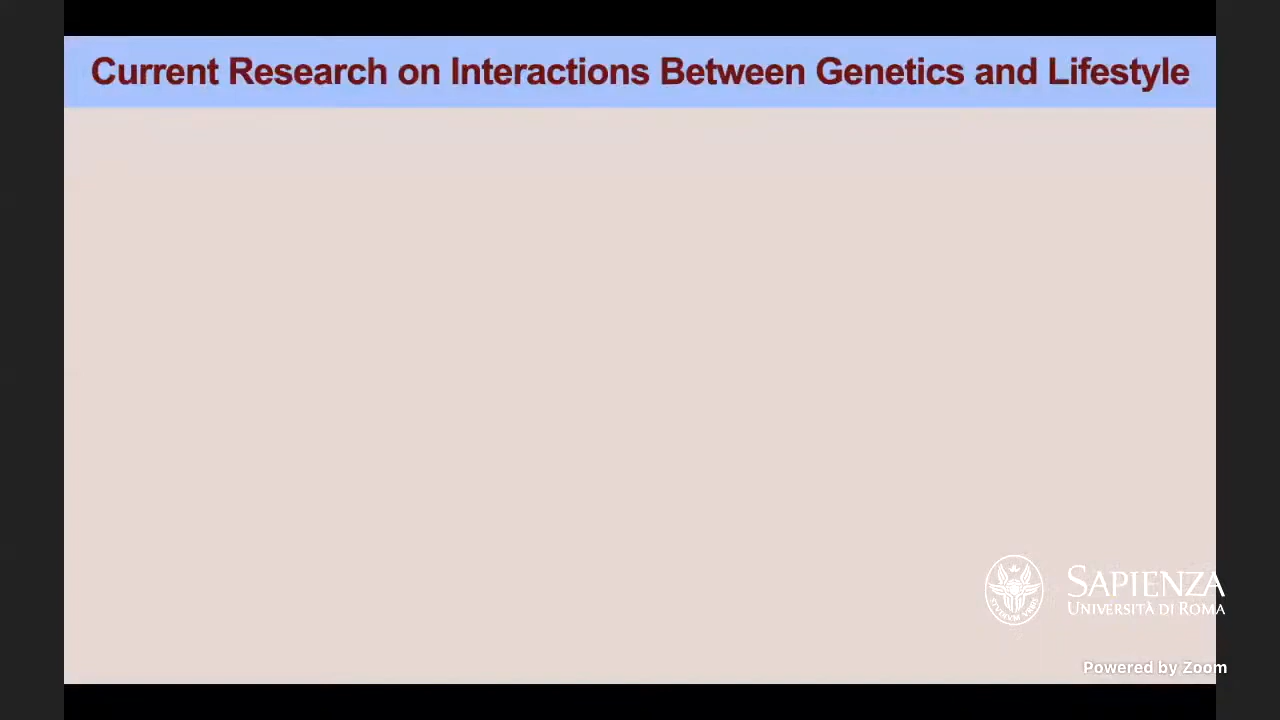 Current Research on Interactions Between Genetics and Lifestyle
SAPIENZA
UNIVERSITÀ DI ROMA
Powered by Zoom